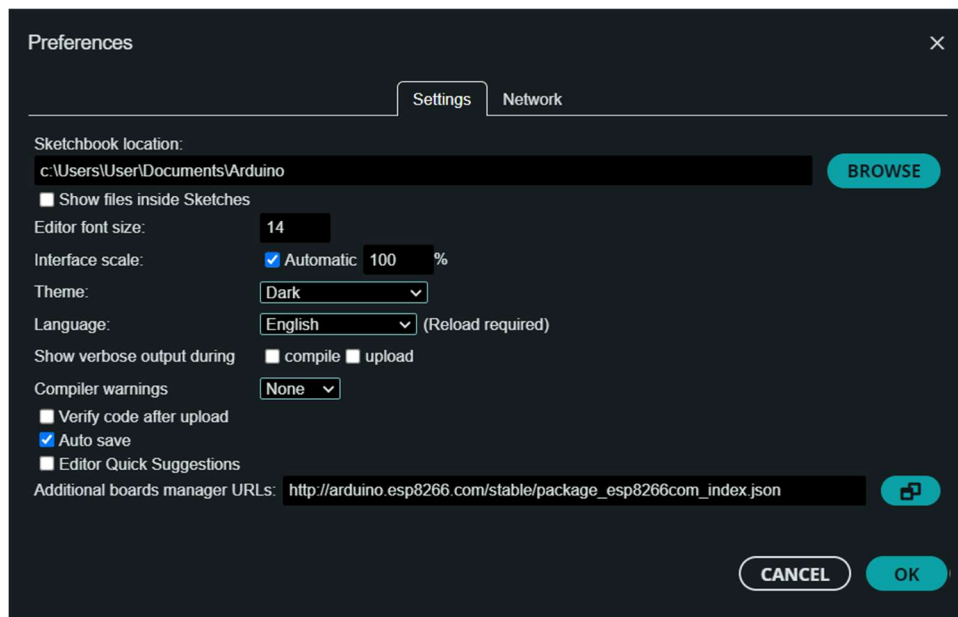 Preferences
Settings Network
Sketchbook location:
c:\Users\User\Documents\Arduino BROWSE
Show files inside Sketches
Editor font size: 14
Interface scale: Automatic 100 %
Theme: Dark
Language: English (Reload required)
Show verbose output during compile upload
Compiler warnings None
Verify code after upload
Auto save
Editor Quick Suggestions
Additional boards manager URLs: http://arduino.esp8266.com/stable/package_esp8266com_index.json
CANCEL OK